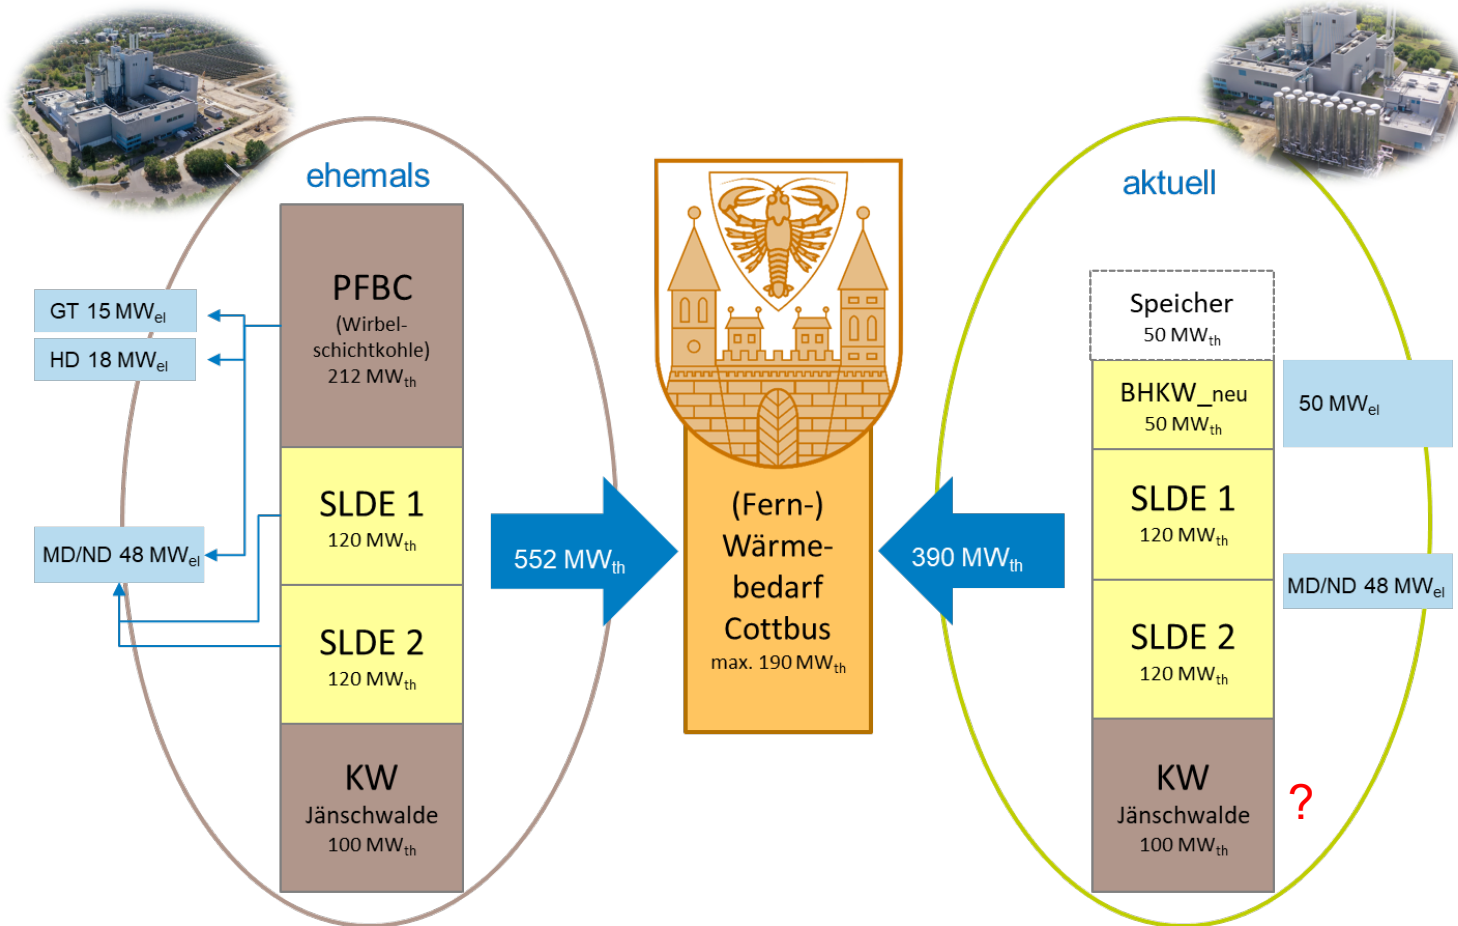 ehemals
PFBC
(Wirbel-
schichtkohle)
212 MWth
GT 15 MWel
HD 18 MWel
MD/ND 48 MWel
SLDE 1
120 MWth
SLDE 2
120 MWth
KW
Jänschwalde
100 MWth
552 MWth
(Fern-)
Wärme-
bedarf
Cottbus
max. 190 MWth
390 MWth
aktuell
Speicher
50 MWth
BHKW_neu
50 MWth
50 MWel
SLDE 1
120 MWth
MD/ND 48 MWel
SLDE 2
120 MWth
KW
Jänschwalde
100 MWth
?